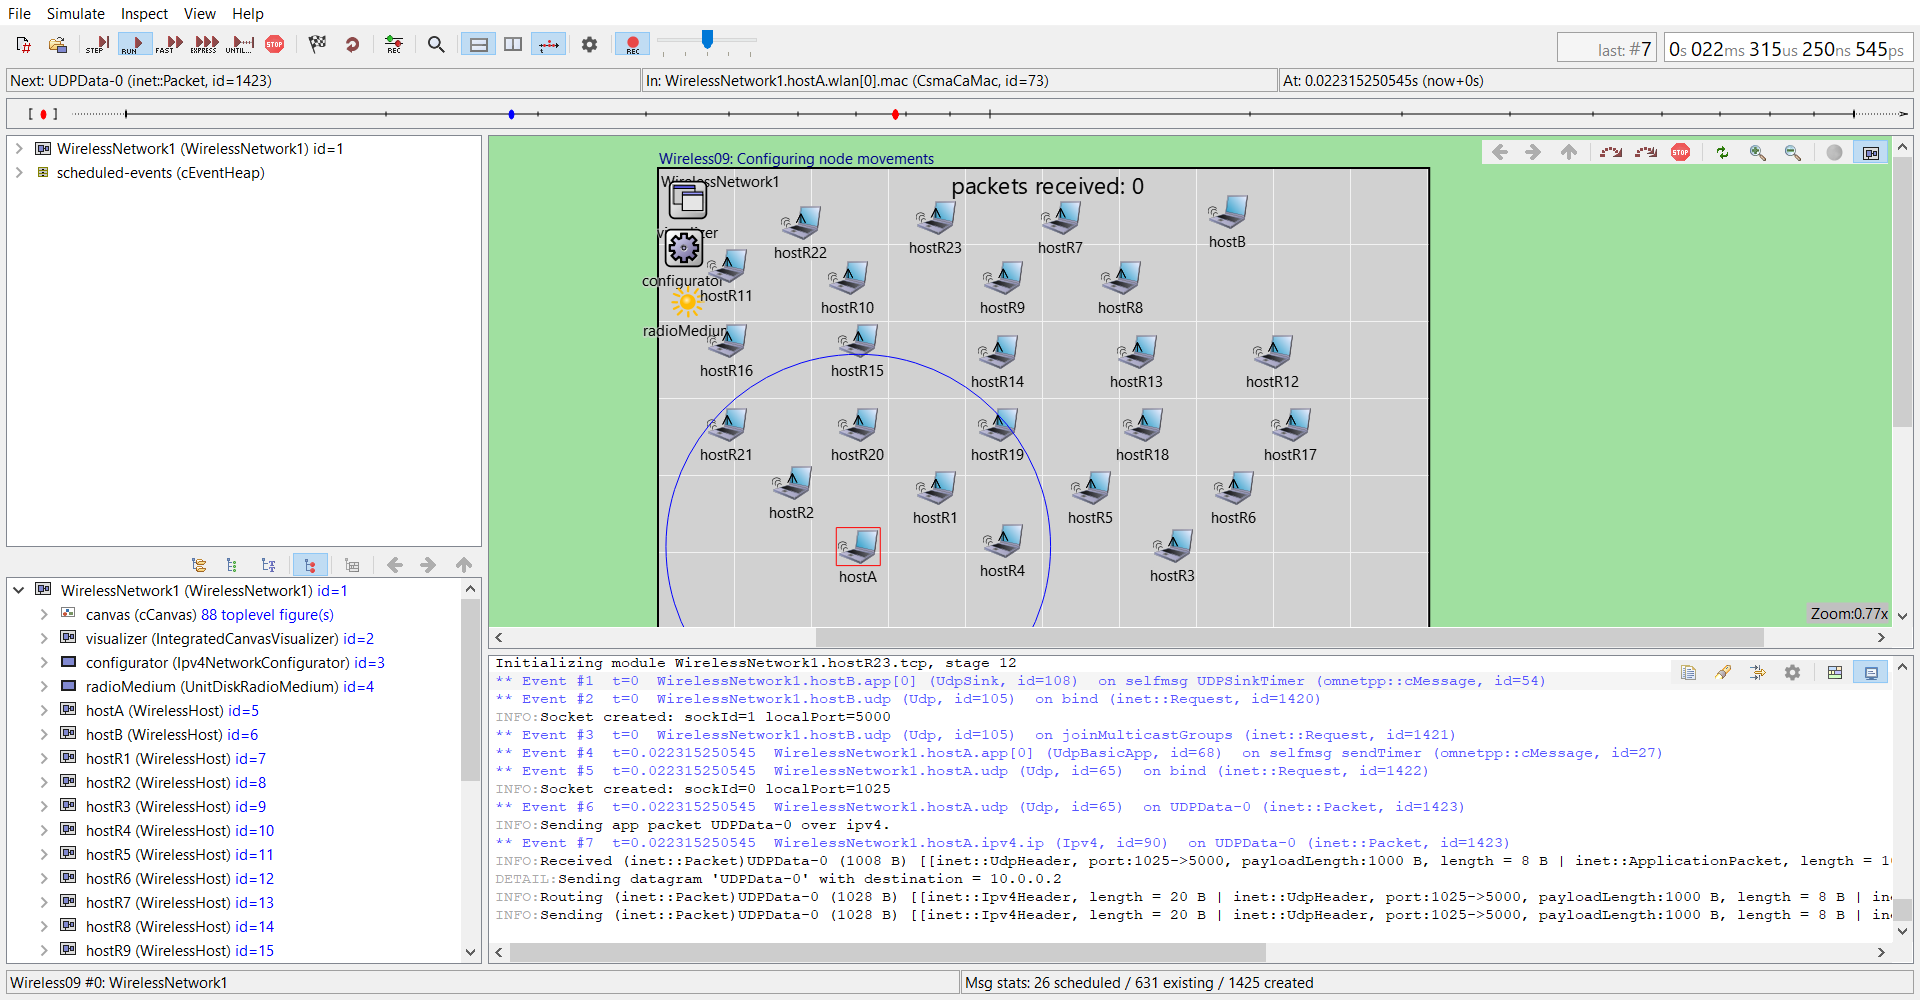 File Simulate Inspect View Help
STEP RUN FAST EXPRESS UNTIL... STOP REC REC
last: #7 0s 022ms 315us 250ns 545ps
Next: UDPData-0 (inet::Packet, id=1423) In: WirelessNetwork1.hostA.wlan[0].mac (CsmaCaMac, id=73) At: 0.022315250545s (now+0s)
WirelessNetwork1 (WirelessNetwork1) id=1
scheduled-events (cEventHeap)
WirelessNetwork1 (WirelessNetwork1) id=1
canvas (cCanvas) 88 toplevel figure(s)
visualizer (IntegratedCanvasVisualizer) id=2
configurator (Ipv4NetworkConfigurator) id=3
radioMedium (UnitDiskRadioMedium) id=4
hostA (WirelessHost) id=5
hostB (WirelessHost) id=6
hostR1 (WirelessHost) id=7
hostR2 (WirelessHost) id=8
hostR3 (WirelessHost) id=9
hostR4 (WirelessHost) id=10
hostR5 (WirelessHost) id=11
hostR6 (WirelessHost) id=12
hostR7 (WirelessHost) id=13
hostR8 (WirelessHost) id=14
hostR9 (WirelessHost) id=15
Wireless09: Configuring node movements
STOP
WirelessNetwork1
packets received: 0
visualizer
hostR22
hostR23
hostR7
hostB
configurator
hostR11
hostR10
hostR9
hostR8
radioMedium
hostR16
hostR15
hostR14
hostR13
hostR12
hostR21
hostR20
hostR19
hostR18
hostR17
hostR2
hostR1
hostR5
hostR6
hostA
hostR4
hostR3
Zoom:0.77x
Initializing module WirelessNetwork1.hostR23.tcp, stage 12
** Event #1 t=0 WirelessNetwork1.hostB.app[0] (UdpSink, id=108) on selfmsg UDPSinkTimer (omnetpp::cMessage, id=54)
** Event #2 t=0 WirelessNetwork1.hostB.udp (Udp, id=105) on bind (inet::Request, id=1420)
INFO:Socket created: sockId=1 localPort=5000
** Event #3 t=0 WirelessNetwork1.hostB.udp (Udp, id=105) on joinMulticastGroups (inet::Request, id=1421)
** Event #4 t=0.022315250545 WirelessNetwork1.hostA.app[0] (UdpBasicApp, id=68) on selfmsg sendTimer (omnetpp::cMessage, id=27)
** Event #5 t=0.022315250545 WirelessNetwork1.hostA.udp (Udp, id=65) on bind (inet::Request, id=1422)
INFO:Socket created: sockId=0 localPort=1025
** Event #6 t=0.022315250545 WirelessNetwork1.hostA.udp (Udp, id=65) on UDPData-0 (inet::Packet, id=1423)
INFO:Sending app packet UDPData-0 over ipv4.
** Event #7 t=0.022315250545 WirelessNetwork1.hostA.ipv4.ip (Ipv4, id=90) on UDPData-0 (inet::Packet, id=1423)
INFO:Received (inet::Packet)UDPData-0 (1008 B) [[inet::UdpHeader, port:1025->5000, payloadLength:1000 B, length = 8 B | inet::ApplicationPacket, length = 10
DETAIL:Sending datagram 'UDPData-0' with destination = 10.0.0.2
INFO:Routing (inet::Packet)UDPData-0 (1028 B) [[inet::Ipv4Header, length = 20 B | inet::UdpHeader, port:1025->5000, payloadLength:1000 B, length = 8 B | in
INFO:Sending (inet::Packet)UDPData-0 (1028 B) [[inet::Ipv4Header, length = 20 B | inet::UdpHeader, port:1025->5000, payloadLength:1000 B, length = 8 B | in
Wireless09 #0: WirelessNetwork1 Msg stats: 26 scheduled / 631 existing / 1425 created